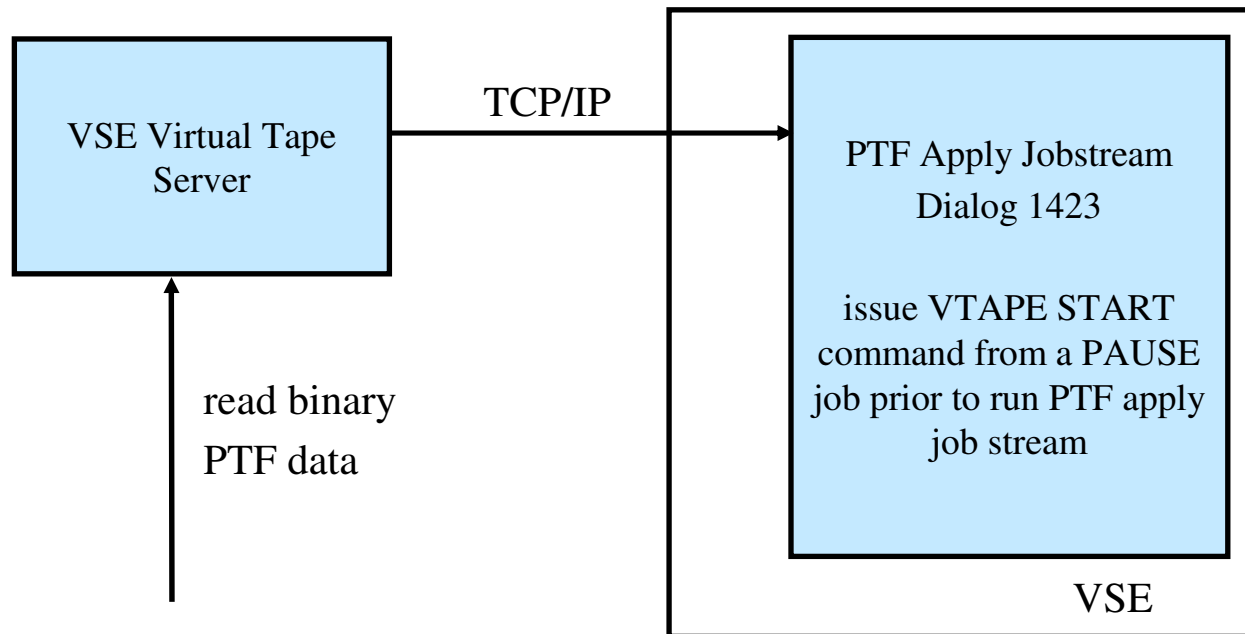 VSE Virtual Tape
Server
TCP/IP
PTF Apply Jobstream
Dialog 1423
issue VTAPE START
command from a PAUSE
job prior to run PTF apply
job stream
read binary
PTF data
VSE